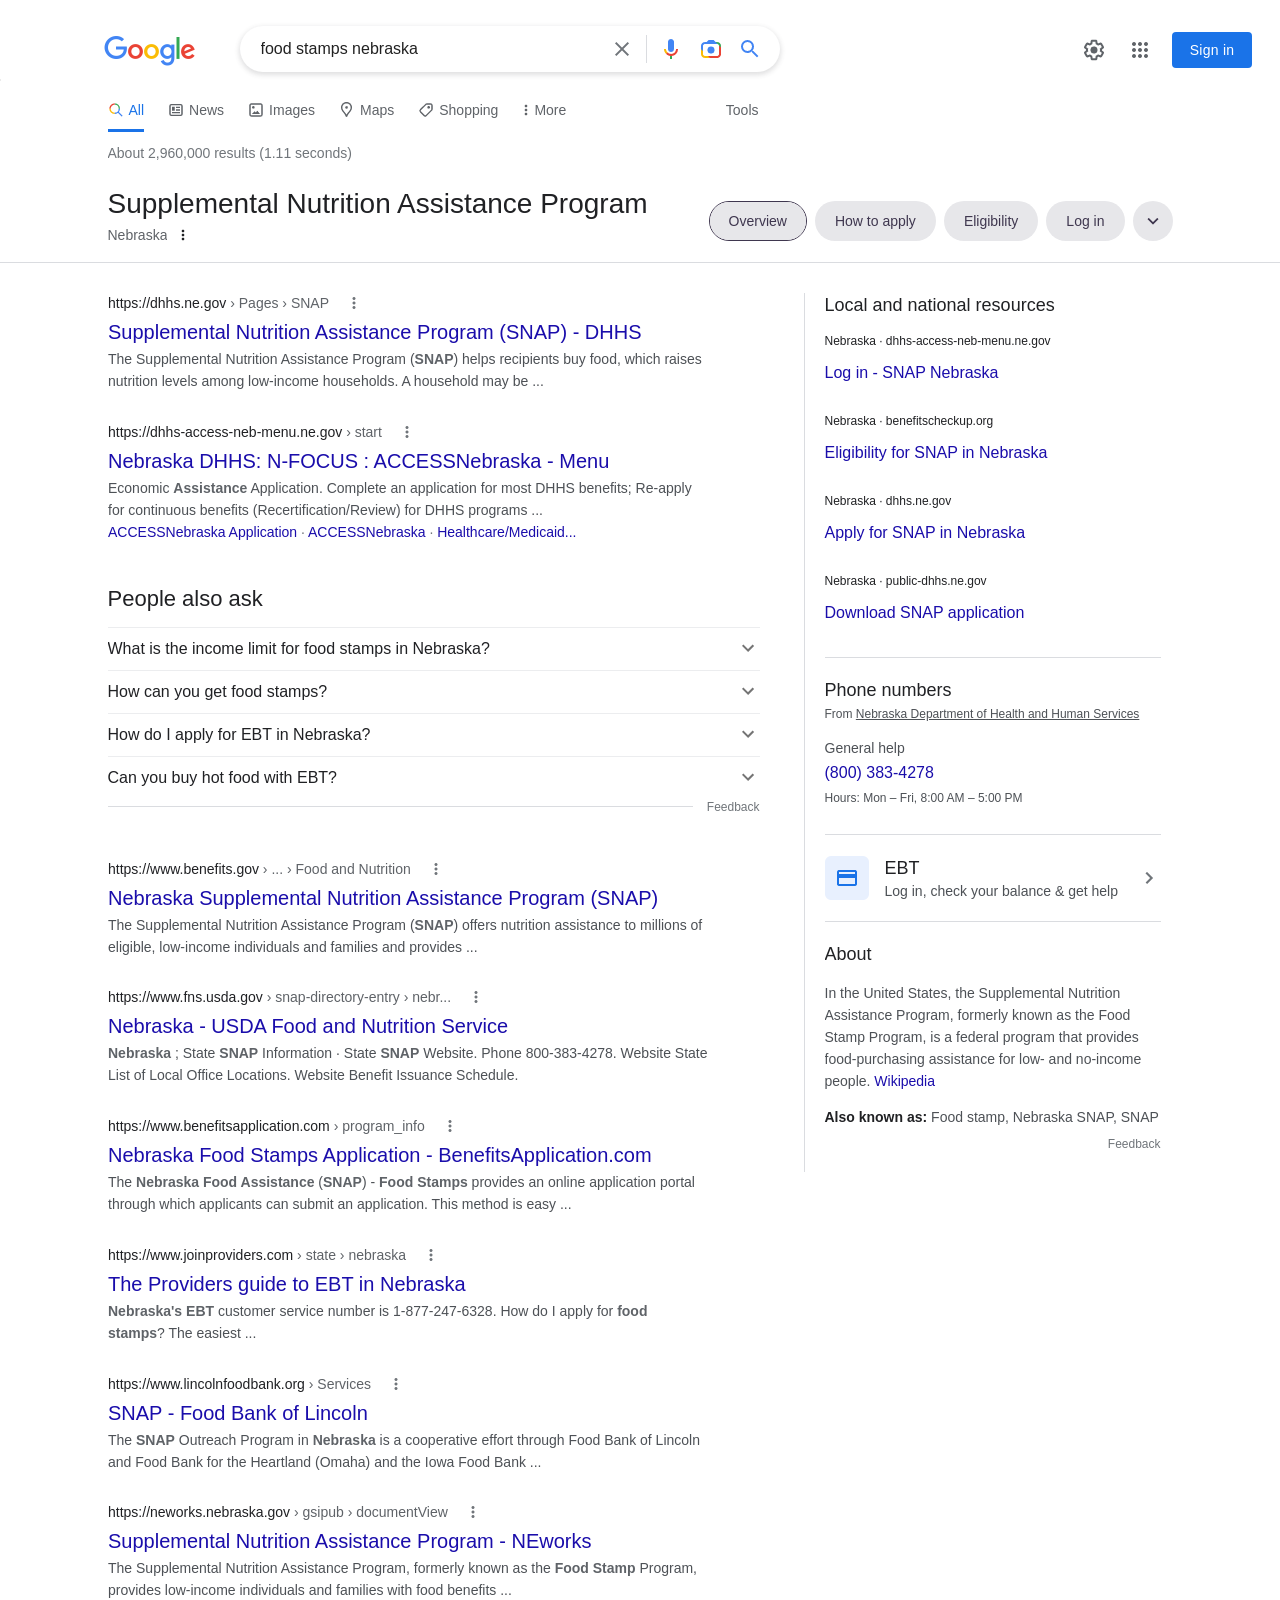 Google
food stamps nebraska
Sign in
All
News
Images
Maps
Shopping
More
Tools
About 2,960,000 results (1.11 seconds)
Supplemental Nutrition Assistance Program
Nebraska
Overview
How to apply
Eligibility
Log in
https://dhhs.ne.gov › Pages › SNAP
Supplemental Nutrition Assistance Program (SNAP) - DHHS
The Supplemental Nutrition Assistance Program (SNAP) helps recipients buy food, which raises
nutrition levels among low-income households. A household may be ...
https://dhhs-access-neb-menu.ne.gov › start
Nebraska DHHS: N-FOCUS : ACCESSNebraska - Menu
Economic Assistance Application. Complete an application for most DHHS benefits; Re-apply
for continuous benefits (Recertification/Review) for DHHS programs ...
ACCESSNebraska Application · ACCESSNebraska · Healthcare/Medicaid...
People also ask
What is the income limit for food stamps in Nebraska?
How can you get food stamps?
How do I apply for EBT in Nebraska?
Can you buy hot food with EBT?
Feedback
https://www.benefits.gov › ... › Food and Nutrition
Nebraska Supplemental Nutrition Assistance Program (SNAP)
The Supplemental Nutrition Assistance Program (SNAP) offers nutrition assistance to millions of
eligible, low-income individuals and families and provides ...
https://www.fns.usda.gov › snap-directory-entry › nebr...
Nebraska - USDA Food and Nutrition Service
Nebraska ; State SNAP Information · State SNAP Website. Phone 800-383-4278. Website State
List of Local Office Locations. Website Benefit Issuance Schedule.
https://www.benefitsapplication.com › program_info
Nebraska Food Stamps Application - BenefitsApplication.com
The Nebraska Food Assistance (SNAP) - Food Stamps provides an online application portal
through which applicants can submit an application. This method is easy ...
https://www.joinproviders.com › state › nebraska
The Providers guide to EBT in Nebraska
Nebraska's EBT customer service number is 1-877-247-6328. How do I apply for food
stamps? The easiest ...
https://www.lincolnfoodbank.org › Services
SNAP - Food Bank of Lincoln
The SNAP Outreach Program in Nebraska is a cooperative effort through Food Bank of Lincoln
and Food Bank for the Heartland (Omaha) and the Iowa Food Bank ...
https://neworks.nebraska.gov › gsipub › documentView
Supplemental Nutrition Assistance Program - NEworks
The Supplemental Nutrition Assistance Program, formerly known as the Food Stamp Program,
provides low-income individuals and families with food benefits ...
Local and national resources
Nebraska · dhhs-access-neb-menu.ne.gov
Log in - SNAP Nebraska
Nebraska · benefitscheckup.org
Eligibility for SNAP in Nebraska
Nebraska · dhhs.ne.gov
Apply for SNAP in Nebraska
Nebraska · public-dhhs.ne.gov
Download SNAP application
Phone numbers
From Nebraska Department of Health and Human Services
General help
(800) 383-4278
Hours: Mon – Fri, 8:00 AM – 5:00 PM
EBT
Log in, check your balance & get help
About
In the United States, the Supplemental Nutrition
Assistance Program, formerly known as the Food
Stamp Program, is a federal program that provides
food-purchasing assistance for low- and no-income
people. Wikipedia
Also known as: Food stamp, Nebraska SNAP, SNAP
Feedback